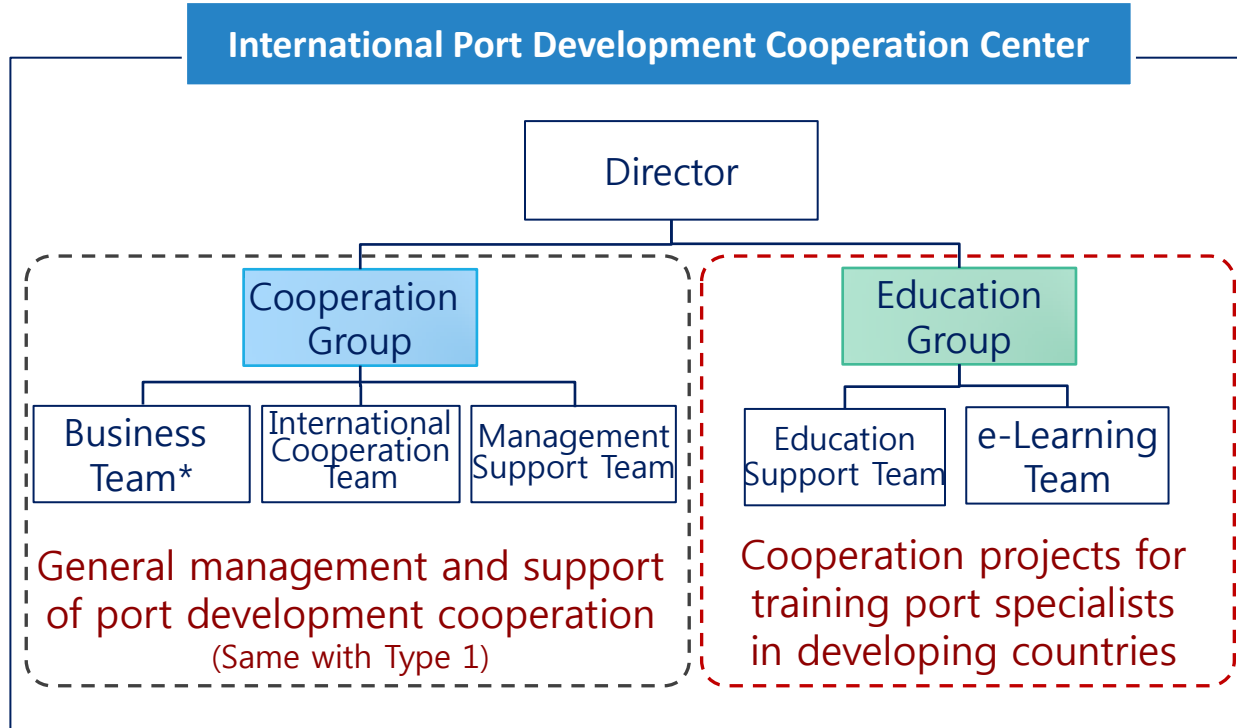 International Port Development Cooperation Center
Director
Cooperation
Group
Education
Group
Business
Team*
International
Cooperation
Team
Management
Support Team
Education
Support Team
e-Learning
Team
General management and support
of port development cooperation
(Same with Type 1)
Cooperation projects for
training port specialists
in developing countries